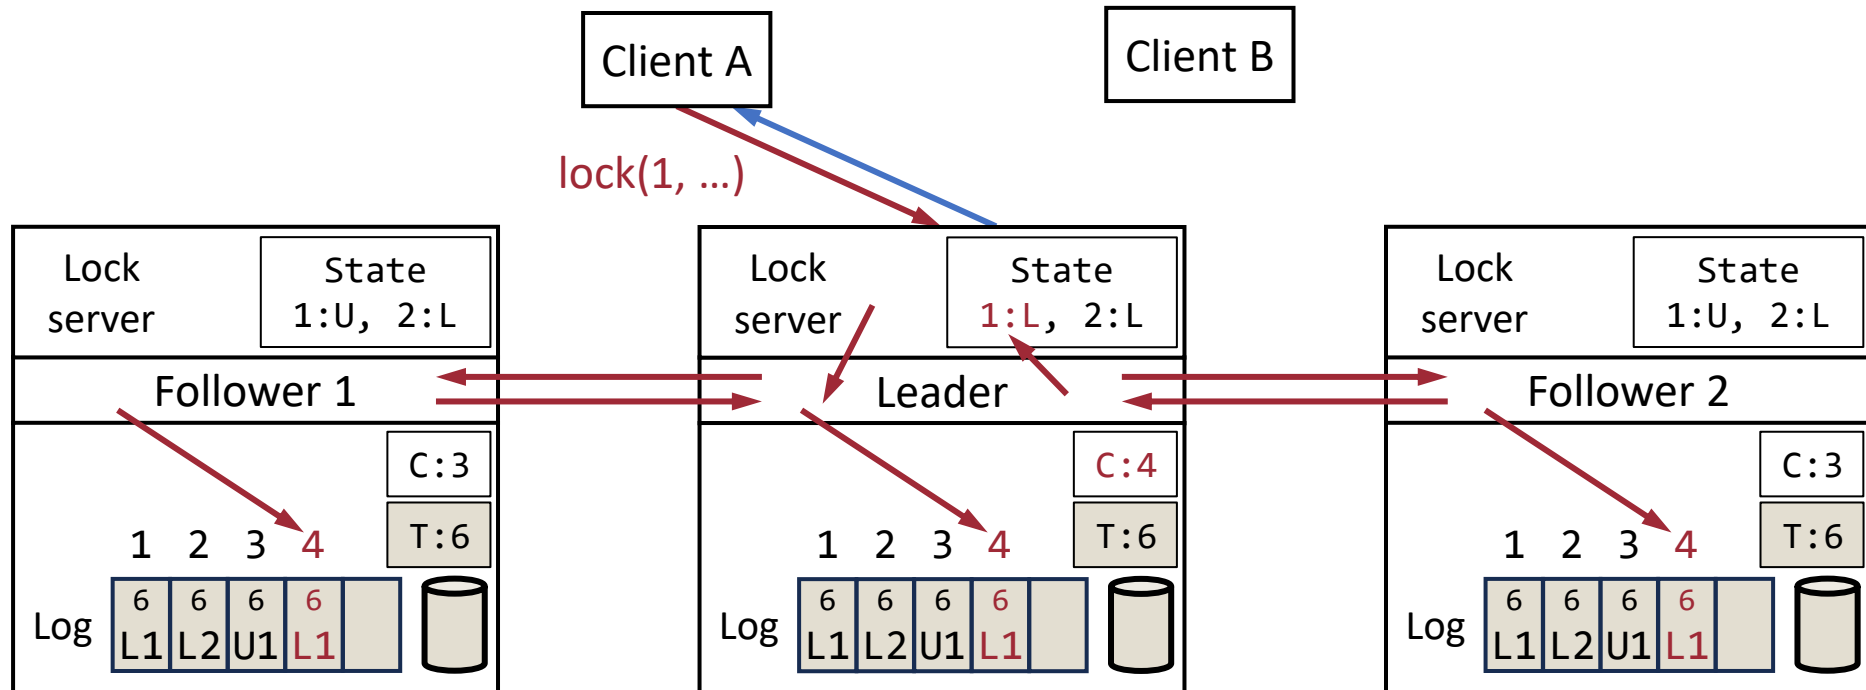 Client A
Client B
lock(1, …)
Lock server
State
1:U, 2:L
Follower 1
C:3
T:6
1 2 3 4
6 6 6 6
Log
L1 L2 U1 L1
Lock server
State
1:L, 2:L
Leader
C:4
T:6
1 2 3 4
6 6 6 6
Log
L1 L2 U1 L1
Lock server
State
1:U, 2:L
Follower 2
C:3
T:6
1 2 3 4
6 6 6 6
Log
L1 L2 U1 L1